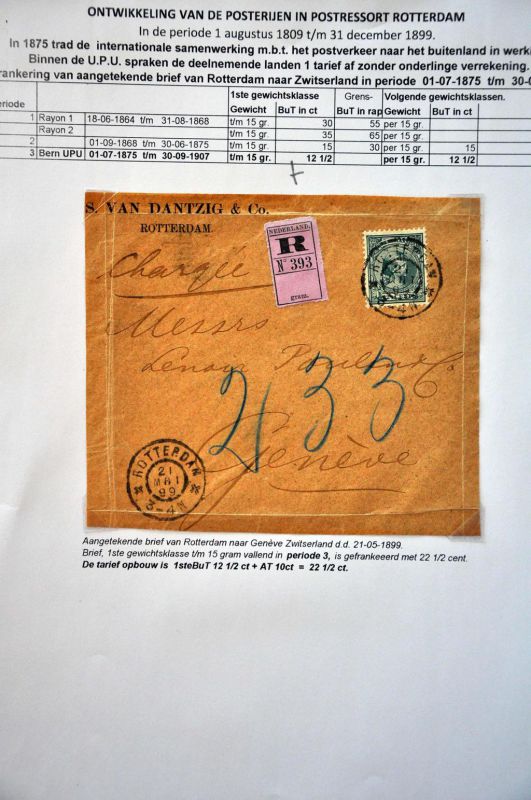 ONTWIKKELING VAN DE POSTERIJEN IN POSTRESSORT ROTTERDAM
In de periode 1 augustus 1809 t/m 31 december 1899.
In 1875 trad de internationale samenwerking m.b.t. het postverkeer naar het buitenland in werki
Binnen de U.P.U. spraken de deelnemende landen 1 tarief af zonder onderlinge verrekening.
rankering van aangetekende brief van Rotterdam naar Zwitserland in periode 01-07-1875 t/m 30-0
1ste gewichtsklasse Grens- Volgende gewichtsklassen.
eriode Gewicht BuT in ct BuT in rap Gewicht BuT in ct
1 Rayon 1 18-06-1864 t/m 31-08-1868 t/m 15 gr. 30 55 per 15 gr.
Rayon 2 t/m 15 gr. 35 65 per 15 gr.
2 01-09-1868 t/m 30-06-1875 t/m 15 gr. 15 30 per 15 gr. 15
3 Bern UPU 01-07-1875 t/m 30-09-1907 t/m 15 gr. 12 1/2 per 15 gr. 12 1/2
S. VAN DANTZIG & Co.
ROTTERDAM.
NEDERLAND.
R
No 393
gram.
Chargée
Messrs
433
Genève
ROTTERDAM
21
MEI
99
3-4N
Aangetekende brief van Rotterdam naar Genève Zwitserland d.d. 21-05-1899.
Brief, 1ste gewichtsklasse t/m 15 gram vallend in periode 3, is gefrankeeerd met 22 1/2 cent.
De tarief opbouw is 1steBuT 12 1/2 ct + AT 10ct = 22 1/2 ct.